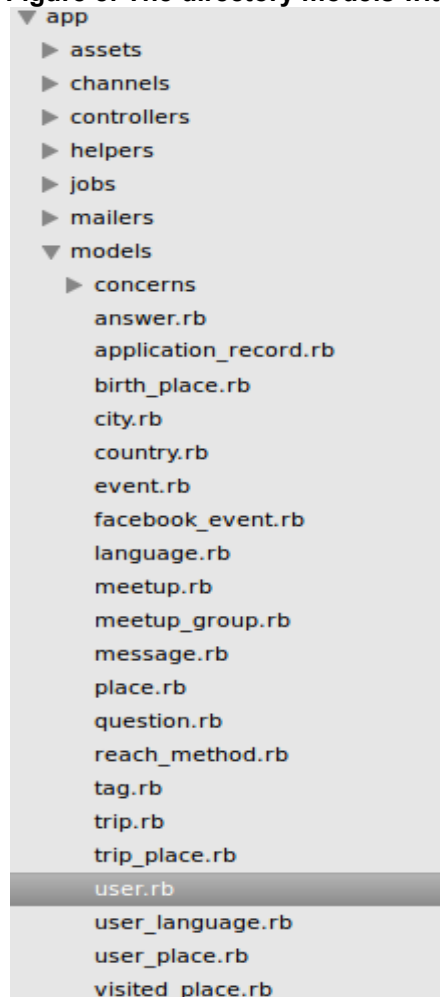 app
assets
channels
controllers
helpers
jobs
mailers
models
concerns
answer.rb
application_record.rb
birth_place.rb
city.rb
country.rb
event.rb
facebook_event.rb
language.rb
meetup.rb
meetup_group.rb
message.rb
place.rb
question.rb
reach_method.rb
tag.rb
trip.rb
trip_place.rb
user.rb
user_language.rb
user_place.rb
visited_place.rb